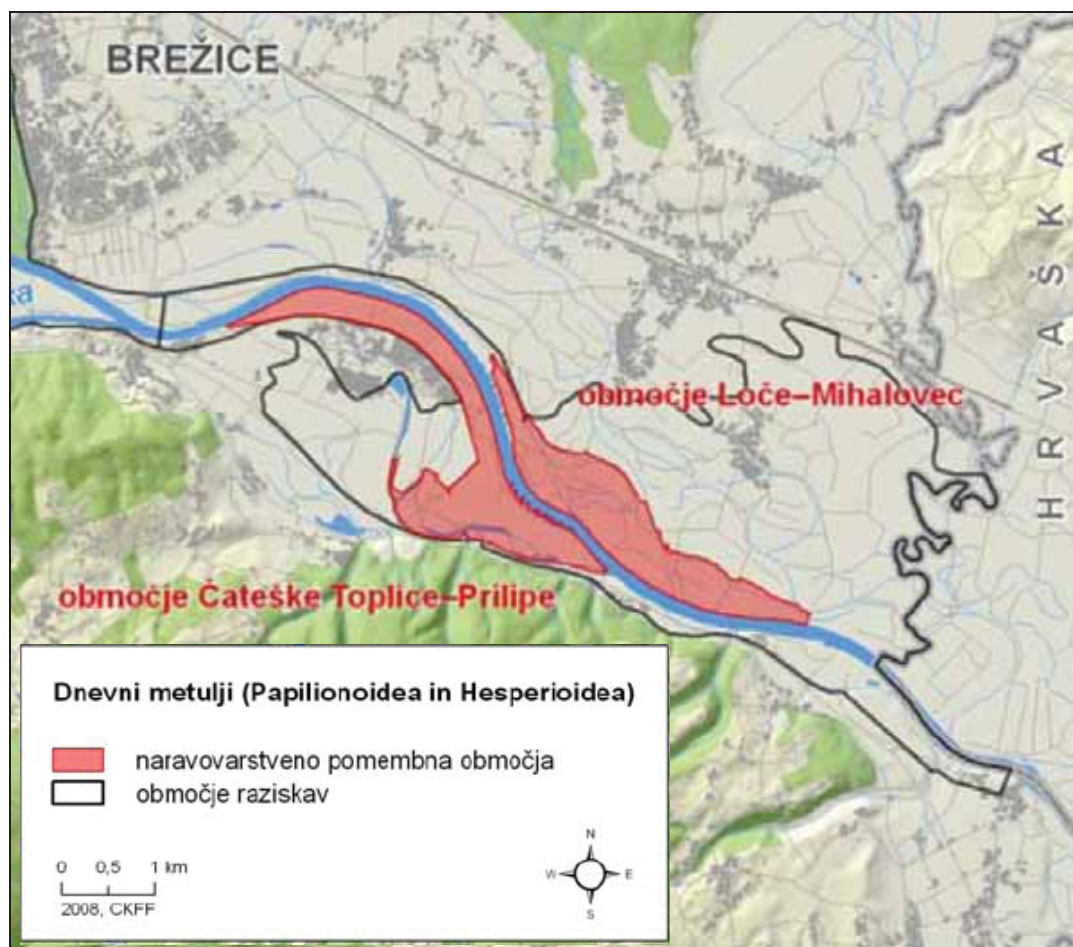 BREŽICE
ka
HRVAŠKA
območje Loče–Mihalovec
območje Čateške Toplice–Prilipe
Dnevni metulji (Papilionoidea in Hesperioidea)
naravovarstveno pomembna območja
območje raziskav
0 0,5 1 km
2008, CKFF
N
W E
S